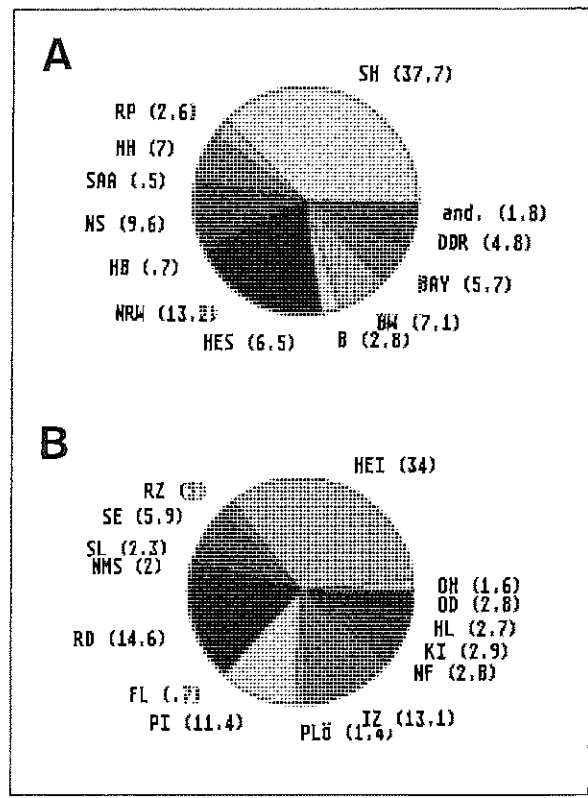 A
SH (37.7)
RP (2.6)
HH (7)
SAA (.5)
NS (9.6)
HB (.7)
NRW (13.2)
HES (6.5)
B (2.8)
BW (7.1)
BAY (5.7)
DDR (4.8)
and. (1.8)
B
HEI (34)
RZ
SE (5.9)
SL (2.3)
NMS (2)
RD (14.6)
FL
PI (11.4)
PLÖ (1.4)
IZ (13.1)
NF (2.8)
KI (2.9)
HL (2.7)
OD (2.8)
OH (1.6)